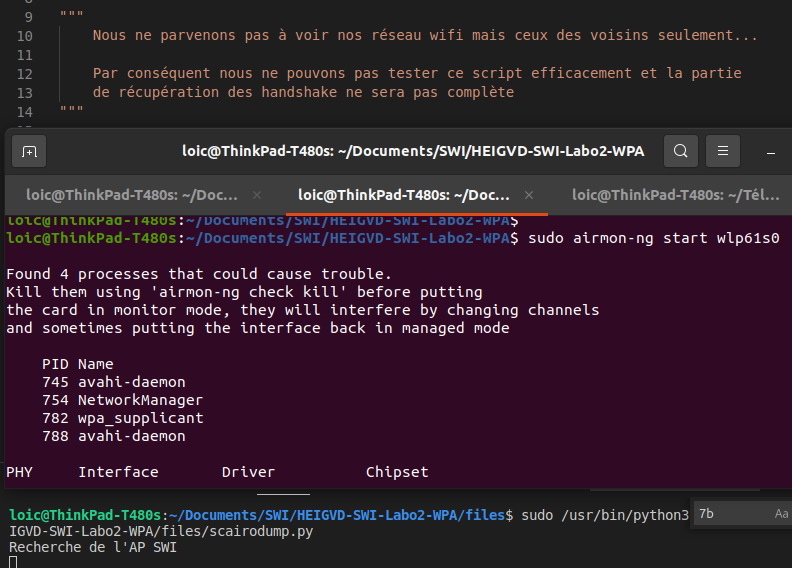 9 """
10 Nous ne parvenons pas à voir nos réseau wifi mais ceux des voisins seulement...
11
12 Par conséquent nous ne pouvons pas tester ce script efficacement et la partie
13 de récupération des handshake ne sera pas complète
14 """
loic@ThinkPad-T480s: ~/Documents/SWI/HEIGVD-SWI-Labo2-WPA
loic@ThinkPad-T480s: ~/Doc... × loic@ThinkPad-T480s: ~/Doc... × loic@ThinkPad-T480s: ~/Tél...
loic@ThinkPad-T480s:~/Documents/SWI/HEIGVD-SWI-Labo2-WPA$
loic@ThinkPad-T480s:~/Documents/SWI/HEIGVD-SWI-Labo2-WPA$ sudo airmon-ng start wlp61s0
Found 4 processes that could cause trouble.
Kill them using 'airmon-ng check kill' before putting
the card in monitor mode, they will interfere by changing channels
and sometimes putting the interface back in managed mode
PID Name
745 avahi-daemon
754 NetworkManager
782 wpa_supplicant
788 avahi-daemon
PHY Interface Driver Chipset
loic@ThinkPad-T480s:~/Documents/SWI/HEIGVD-SWI-Labo2-WPA/files$ sudo /usr/bin/python3
7b Aa
IGVD-SWI-Labo2-WPA/files/scairodump.py
Recherche de l'AP SWI